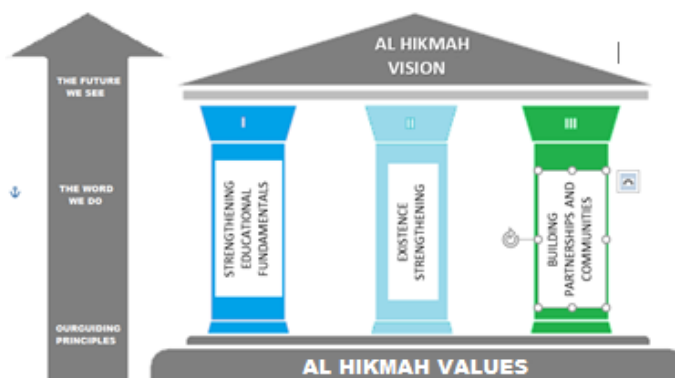 AL HIKMAH
VISION
THE FUTURE
WE SEE
THE WORD
WE DO
OURGUIDING
PRINCIPLES
I
II
III
STRENGTHENING
EDUCATIONAL
FUNDAMENTALS
EXISTENCE
STRENGTHENING
BUILDING
PARTNERSHIPS AND
COMMUNITIES
AL HIKMAH VALUES